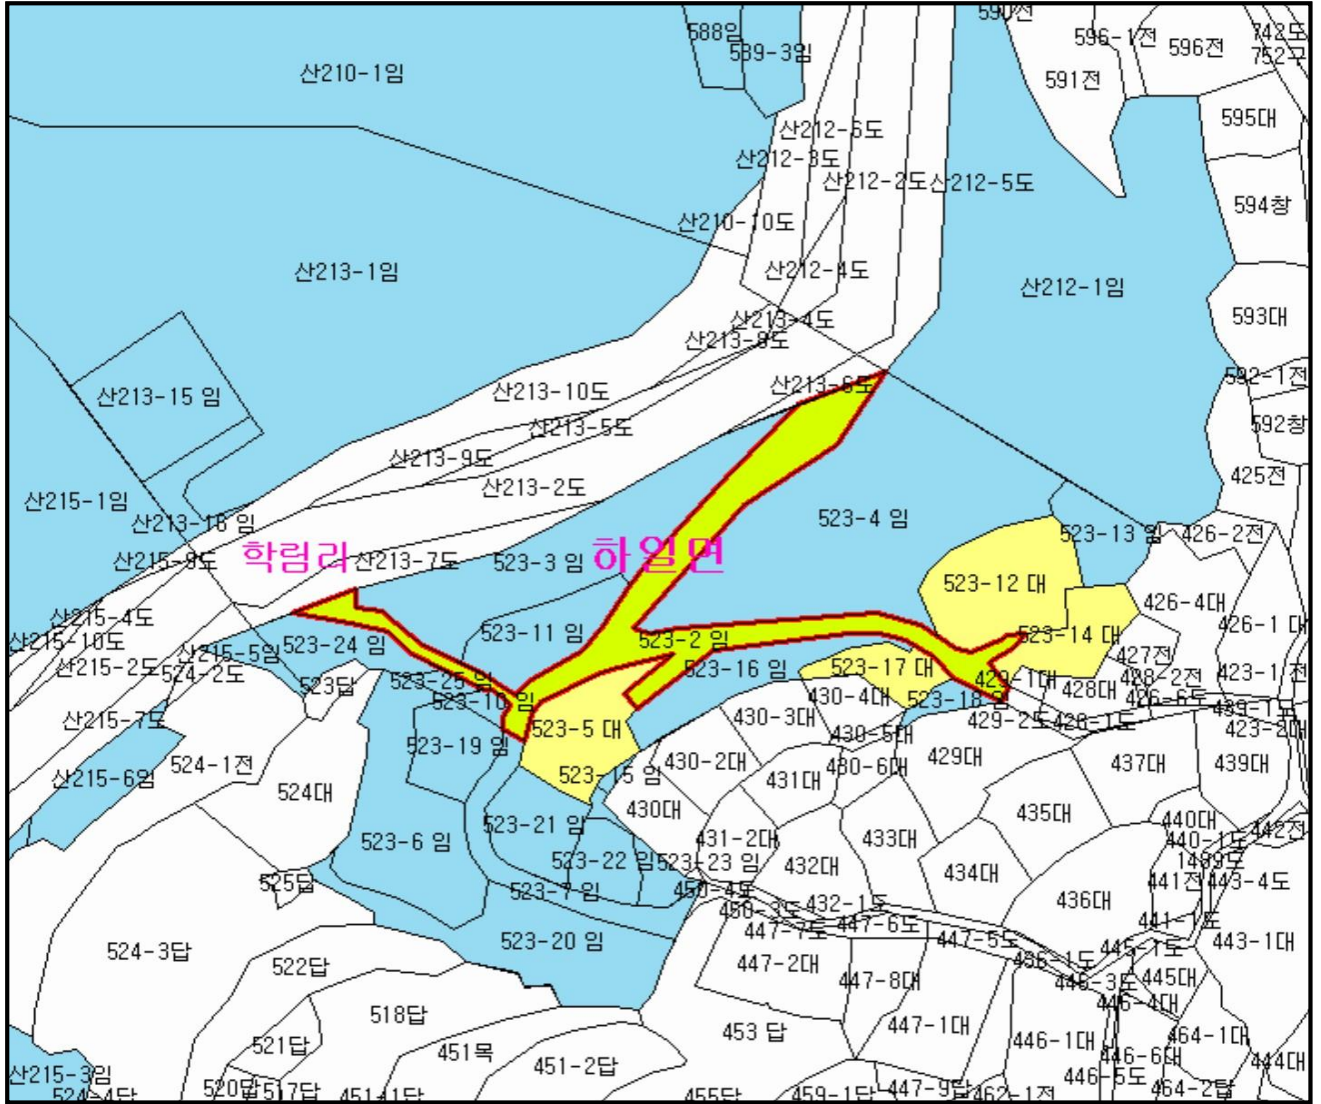 588임
590전
596-1전
596전
742도
752구
589-3임
산210-1임
591전
595대
산212-6도
산212-3도
산212-2도
산212-5도
594창
산210-10도
산213-1임
산212-4도
산212-1임
593대
산213-4도
산213-8도
산213-6도
592-1전
산213-15 임
산213-10도
592창
산213-5도
산213-9도
425전
산213-2도
산215-1임
산213-16 임
523-4 임
523-13 임
426-2전
학림리
하일면
산213-7도
523-3 임
523-12 대
426-4대
산215-4도
426-1 대
산215-10도
523-24 임
523-11 임
523-2 임
523-14 대
산215-5임
427전
산215-2도
524-2도
523답
523-25 임
523-16 임
523-17 대
429-1대
428-2전
423-1 전
428대
523-10 임
430-4대
523-18 임
426-6도
산215-7도
430-3대
429-2도
428-1도
523-5 대
430-5대
423-2대
523-19 임
524-1전
430-2대
429대
437대
439대
산215-6임
523-15 임
431대
430-6대
524대
430대
435대
440대
523-21 임
442전
523-6 임
431-2대
433대
440-1도
523-22 임
523-23 임
432대
434대
525답
523-7 임
450-4도
441전
443-4도
432-1도
436대
441-1도
447-7도
447-6도
524-3답
523-20 임
447-5도
443-1대
445-1도
522답
447-2대
447-8대
445대
446-4대
518답
453 답
447-1대
521답
451목
446-1대
464-1대
451-2답
446-6대
444대
산215-3임
446-5도
520답
517답
451-1답
455답
459-1답
447-9답
462-1전